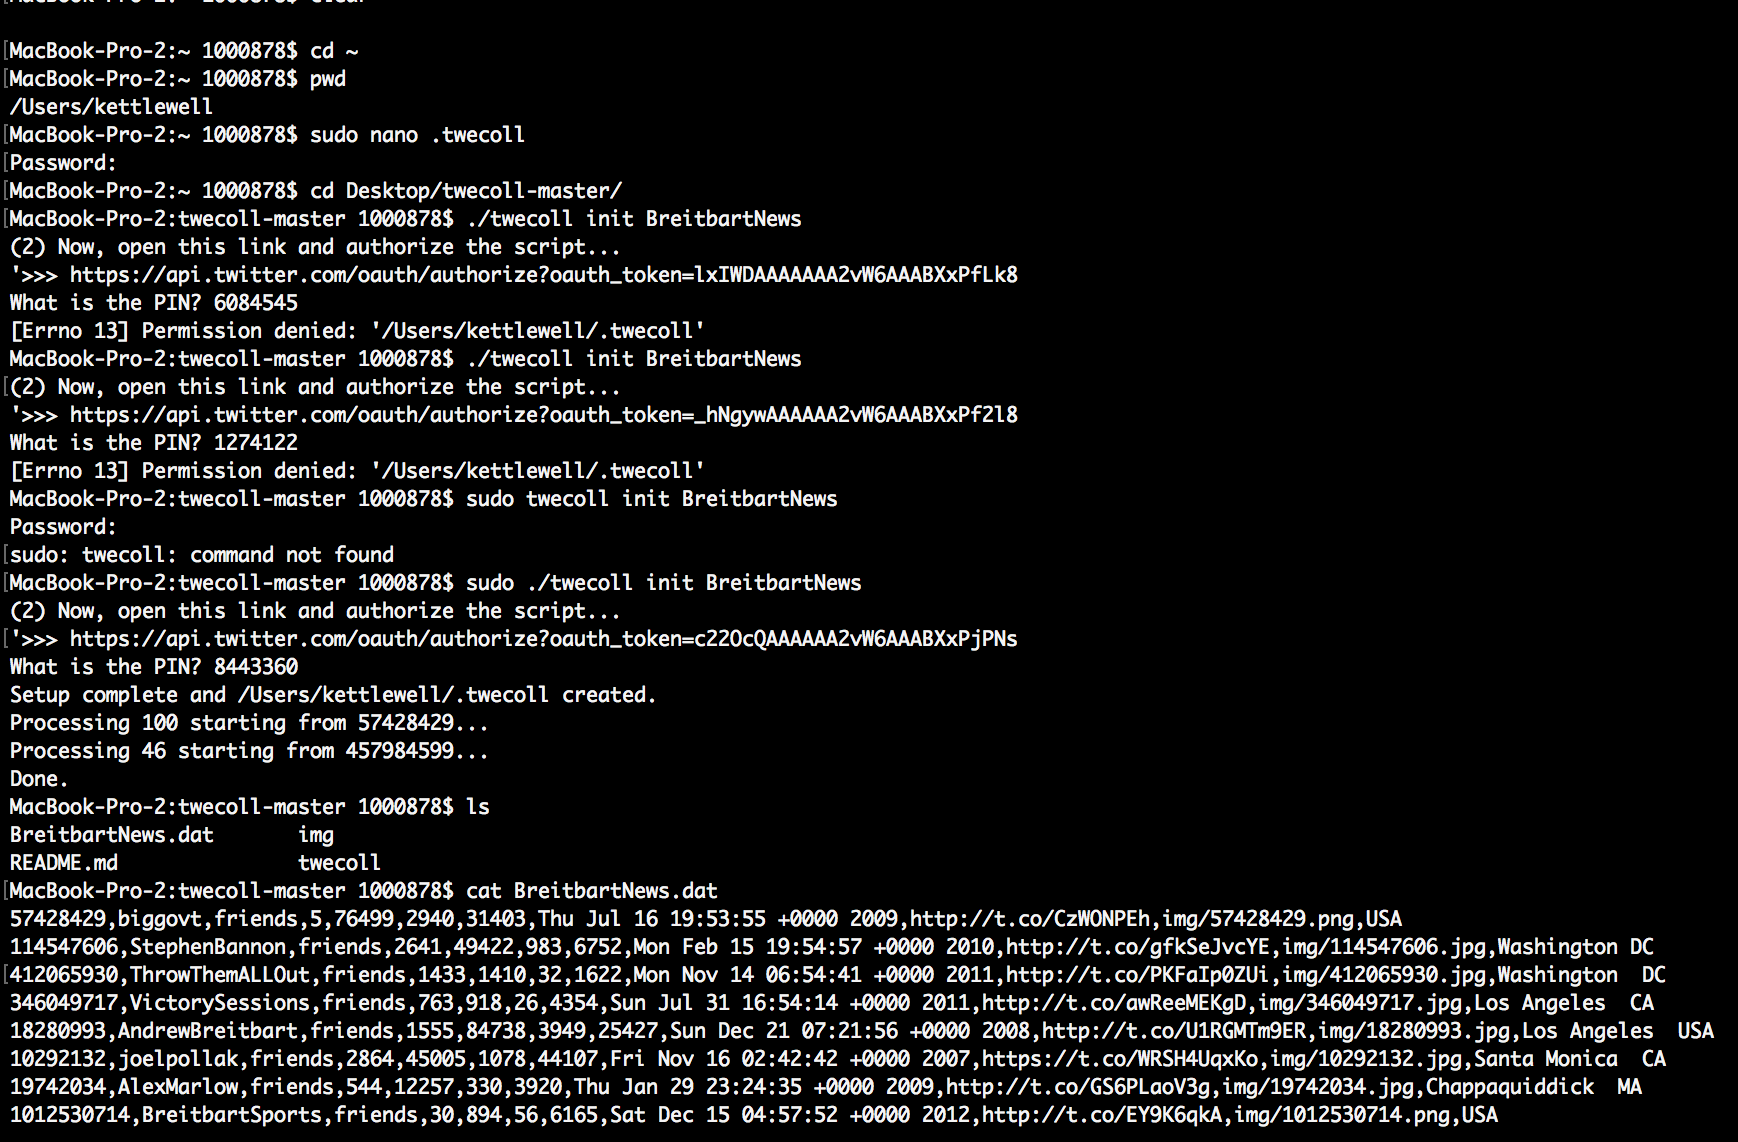 MacBook-Pro-2:~ 1000878$ clear
[MacBook-Pro-2:~ 1000878$ cd ~
[MacBook-Pro-2:~ 1000878$ pwd
/Users/kettlewell
[MacBook-Pro-2:~ 1000878$ sudo nano .twecoll
[Password:
[MacBook-Pro-2:~ 1000878$ cd Desktop/twecoll-master/
[MacBook-Pro-2:twecoll-master 1000878$ ./twecoll init BreitbartNews
(2) Now, open this link and authorize the script...
'>>> https://api.twitter.com/oauth/authorize?oauth_token=lxIWDAAAAAAA2vW6AAABXxPfLk8
What is the PIN? 6084545
[Errno 13] Permission denied: '/Users/kettlewell/.twecoll'
MacBook-Pro-2:twecoll-master 1000878$ ./twecoll init BreitbartNews
[(2) Now, open this link and authorize the script...
'>>> https://api.twitter.com/oauth/authorize?oauth_token=_hNgywAAAAAA2vW6AAABXxPf2l8
What is the PIN? 1274122
[Errno 13] Permission denied: '/Users/kettlewell/.twecoll'
MacBook-Pro-2:twecoll-master 1000878$ sudo twecoll init BreitbartNews
Password:
[sudo: twecoll: command not found
[MacBook-Pro-2:twecoll-master 1000878$ sudo ./twecoll init BreitbartNews
(2) Now, open this link and authorize the script...
['>>> https://api.twitter.com/oauth/authorize?oauth_token=c22OcQAAAAAA2vW6AAABXxPjPNs
What is the PIN? 8443360
Setup complete and /Users/kettlewell/.twecoll created.
Processing 100 starting from 57428429...
Processing 46 starting from 457984599...
Done.
MacBook-Pro-2:twecoll-master 1000878$ ls
BreitbartNews.dat       img
README.md               twecoll
[MacBook-Pro-2:twecoll-master 1000878$ cat BreitbartNews.dat
57428429,biggovt,friends,5,76499,2940,31403,Thu Jul 16 19:53:55 +0000 2009,http://t.co/CzWONPEh,img/57428429.png,USA
114547606,StephenBannon,friends,2641,49422,983,6752,Mon Feb 15 19:54:57 +0000 2010,http://t.co/gfkSeJvcYE,img/114547606.jpg,Washington DC
[412065930,ThrowThemALLOut,friends,1433,1410,32,1622,Mon Nov 14 06:54:41 +0000 2011,http://t.co/PKFaIp0ZUi,img/412065930.jpg,Washington  DC
346049717,VictorySessions,friends,763,918,26,4354,Sun Jul 31 16:54:14 +0000 2011,http://t.co/awReeMEKgD,img/346049717.jpg,Los Angeles  CA
18280993,AndrewBreitbart,friends,1555,84738,3949,25427,Sun Dec 21 07:21:56 +0000 2008,http://t.co/U1RGMTm9ER,img/18280993.jpg,Los Angeles  USA
10292132,joelpollak,friends,2864,45005,1078,44107,Fri Nov 16 02:42:42 +0000 2007,https://t.co/WRSH4UqxKo,img/10292132.jpg,Santa Monica  CA
19742034,AlexMarlow,friends,544,12257,330,3920,Thu Jan 29 23:24:35 +0000 2009,http://t.co/GS6PLaoV3g,img/19742034.jpg,Chappaquiddick  MA
1012530714,BreitbartSports,friends,30,894,56,6165,Sat Dec 15 04:57:52 +0000 2012,http://t.co/EY9K6qkA,img/1012530714.png,USA